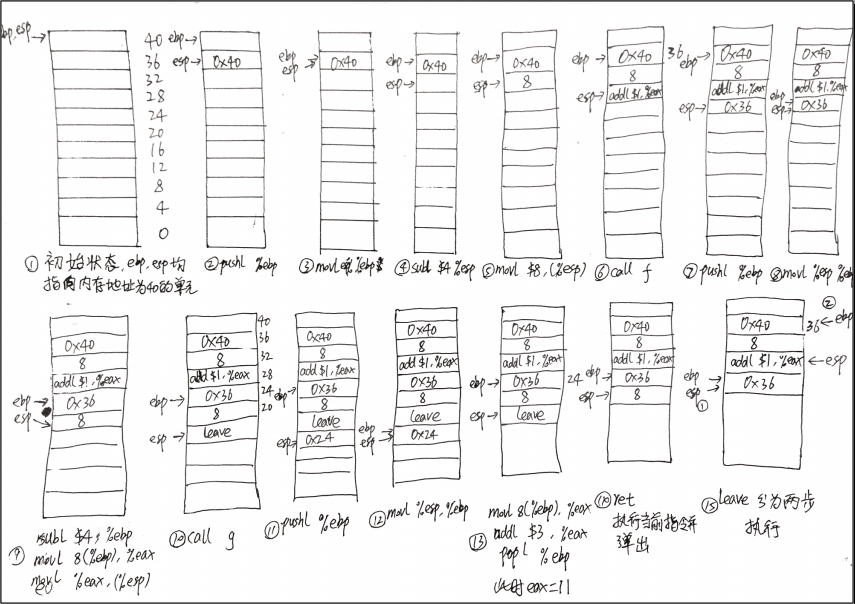 ebp,esp→
40
36
32
28
24
20
16
12
8
4
0
① 初始状态,ebp,esp均
指向内存地址为40的单元
ebp→
esp→ 0x40
② pushl %ebp
ebp
esp→ 0x40
③ movl %ebp
ebp→ 0x40
esp→
④ subl $4 %esp
ebp→ 0x40
esp→ 8
⑤ movl $8,(%esp)
ebp→ 0x40 36
8
esp→ addl $1,%eax
⑥ call f
ebp→ 0x40
8
addl $1,%eax
esp→ 0x36
⑦ pushl %ebp
0x40
8
addl $1,%eax
ebp
esp→ 0x36
⑧ movl %esp %ebp
0x40
8
addl $1,%eax
ebp→ 0x36
esp→ 8
⑨ subl $4, %ebp
movl 8(%ebp), %eax
movl %eax,(%esp)
40
0x40 36
8 32
add $1,%eax 28
ebp→ 0x36 24
8 20
esp→ leave
⑩ call g
0x40
8
addl $1,%eax
ebp→ 0x36
8
leave
esp→ 0x24
⑪ pushl %ebp
0x40
8
addl $1,%eax
0x36
8
leave
ebp
esp→ 0x24
⑫ movl %esp,%ebp
0x40
8
addl $1,%eax
ebp→ 0x36
8
esp→ leave
⑬ movl 8(%ebp), %eax
addl $3, %eax
popl %ebp
此时eax=11
0x40
8
addl $1,%eax
24 ebp→ 0x36
esp→ 8
ret
执行当前指令并
弹出
②
0x40 36←ebp
8
addl $1,%eax ←esp
ebp
esp→ 0x36
①
⑮ leave 分为两步
执行